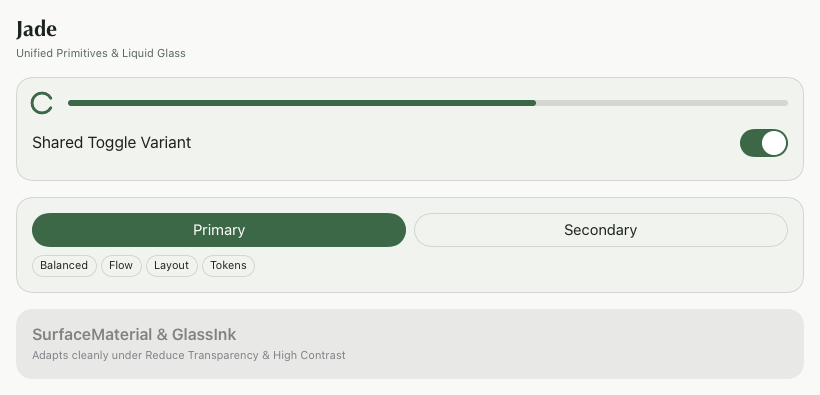 Jade
Unified Primitives & Liquid Glass
Shared Toggle Variant
Primary
Secondary
Balanced
Flow
Layout
Tokens
SurfaceMaterial & GlassInk
Adapts cleanly under Reduce Transparency & High Contrast